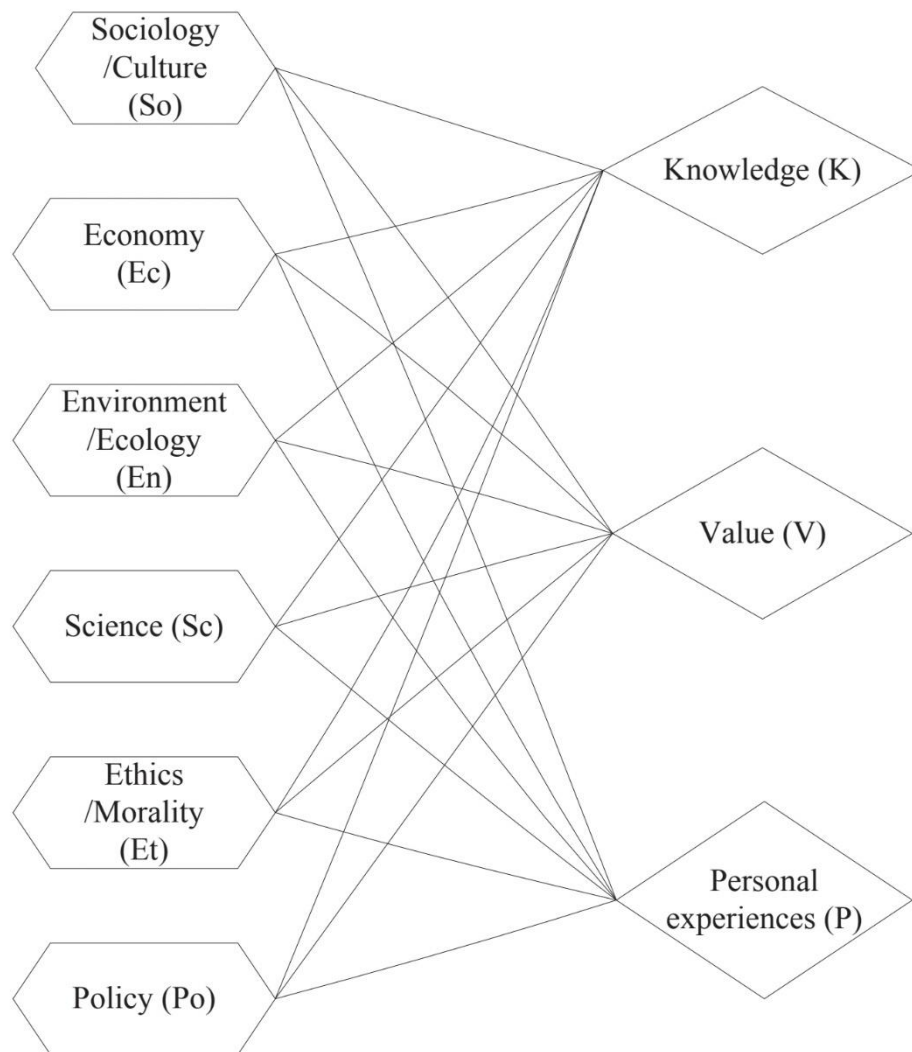 Sociology
/Culture
(So)
Knowledge (K)
Economy
(Ec)
Environment
/Ecology
(En)
Value (V)
Science (Sc)
Ethics
/Morality
(Et)
Personal
experiences (P)
Policy (Po)